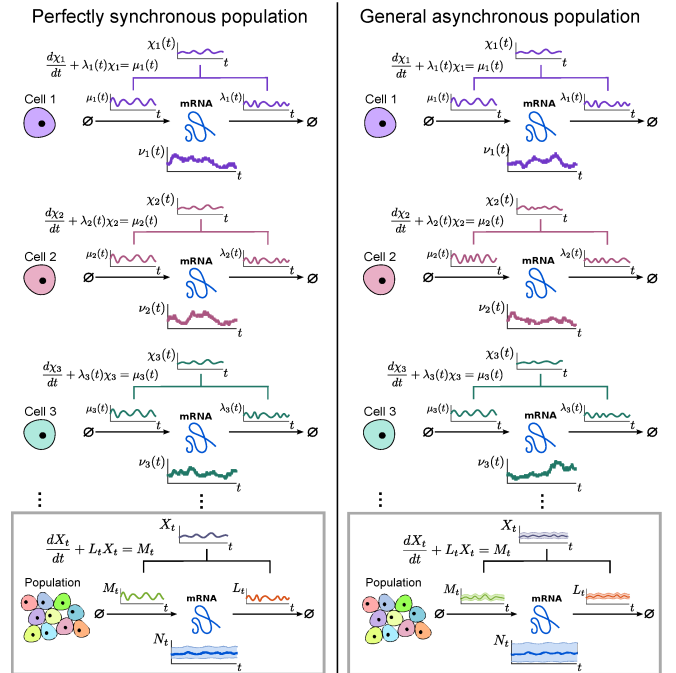 Perfectly synchronous population
χ₁(t)
t
dχ₁/dt + λ₁(t)χ₁ = μ₁(t)
Cell 1
μ₁(t)
t
mRNA
λ₁(t)
t
∅
∅
ν₁(t)
t
χ₂(t)
t
dχ₂/dt + λ₂(t)χ₂ = μ₂(t)
Cell 2
μ₂(t)
t
mRNA
λ₂(t)
t
∅
∅
ν₂(t)
t
χ₃(t)
t
dχ₃/dt + λ₃(t)χ₃ = μ₃(t)
Cell 3
μ₃(t)
t
mRNA
λ₃(t)
t
∅
∅
ν₃(t)
t
⋮
⋮
Xₜ
t
dXₜ/dt + LₜXₜ = Mₜ
Population
Mₜ
t
mRNA
Lₜ
t
∅
∅
Nₜ
t
General asynchronous population
χ₁(t)
t
dχ₁/dt + λ₁(t)χ₁ = μ₁(t)
Cell 1
μ₁(t)
t
mRNA
λ₁(t)
t
∅
∅
ν₁(t)
t
χ₂(t)
t
dχ₂/dt + λ₂(t)χ₂ = μ₂(t)
Cell 2
μ₂(t)
t
mRNA
λ₂(t)
t
∅
∅
ν₂(t)
t
χ₃(t)
t
dχ₃/dt + λ₃(t)χ₃ = μ₃(t)
Cell 3
μ₃(t)
t
mRNA
λ₃(t)
t
∅
∅
ν₃(t)
t
⋮
⋮
Xₜ
t
dXₜ/dt + LₜXₜ = Mₜ
Population
Mₜ
t
mRNA
Lₜ
t
∅
∅
Nₜ
t